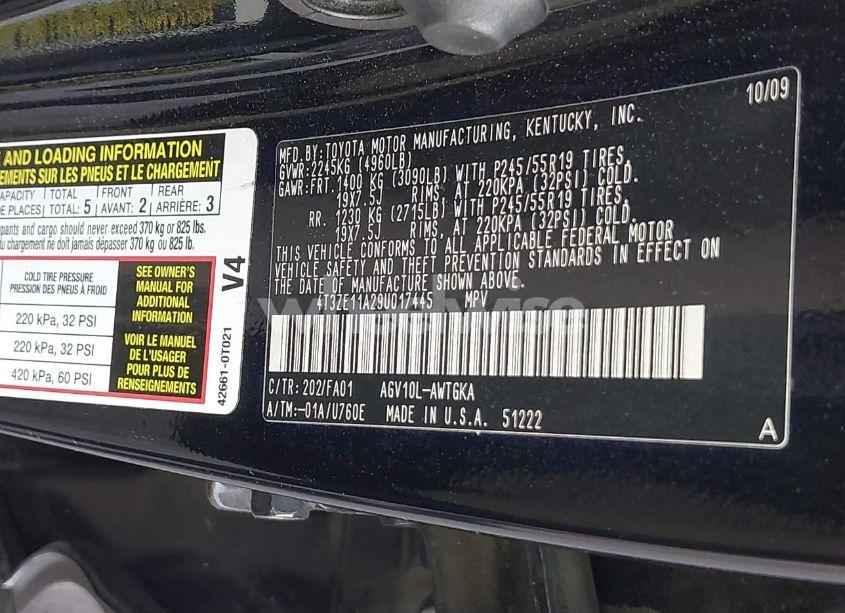 AND LOADING INFORMATION
SUR LES PNEUS ET LE CHARGEMENT
TOTAL FRONT REAR
DE PLACES TOTAL: 5 AVANT: 2 ARRIÈRE: 3
and cargo should never exceed 370 kg or 825 lb.
du chargement ne doit jamais dépasser 370 kg ou 825 lb.
COLD TIRE PRESSURE
PRESSION DES PNEUS À FROID
220 kPa, 32 PSI
220 kPa, 32 PSI
420 kPa, 60 PSI
SEE OWNER'S
MANUAL FOR
ADDITIONAL
INFORMATION
VOIR LE MANUEL
DE L'USAGER
POUR PLUS DE
RENSEIGNEMENTS
V4
42661-0T021
10/09
MFD. BY: TOYOTA MOTOR MANUFACTURING, KENTUCKY, INC.
GVWR: 2245KG (4960LB)
GAWR: FRT. 1400 KG (3090LB) WITH P245/55R19 TIRES,
19X7.5J RIMS, AT 220KPA (32PSI) COLD.
RR. 1230 KG (2715LB) WITH P245/55R19 TIRES,
19X7.5J RIMS, AT 220KPA (32PSI) COLD.
THIS VEHICLE CONFORMS TO ALL APPLICABLE FEDERAL MOTOR
VEHICLE SAFETY AND THEFT PREVENTION STANDARDS IN EFFECT ON
THE DATE OF MANUFACTURE SHOWN ABOVE.
4T3ZE11A29U017445 MPV
C/TR: 202/FA01 AGV10L-AWTGKA
A/TM:-01A/U760E MADE IN U.S.A. 51222
A